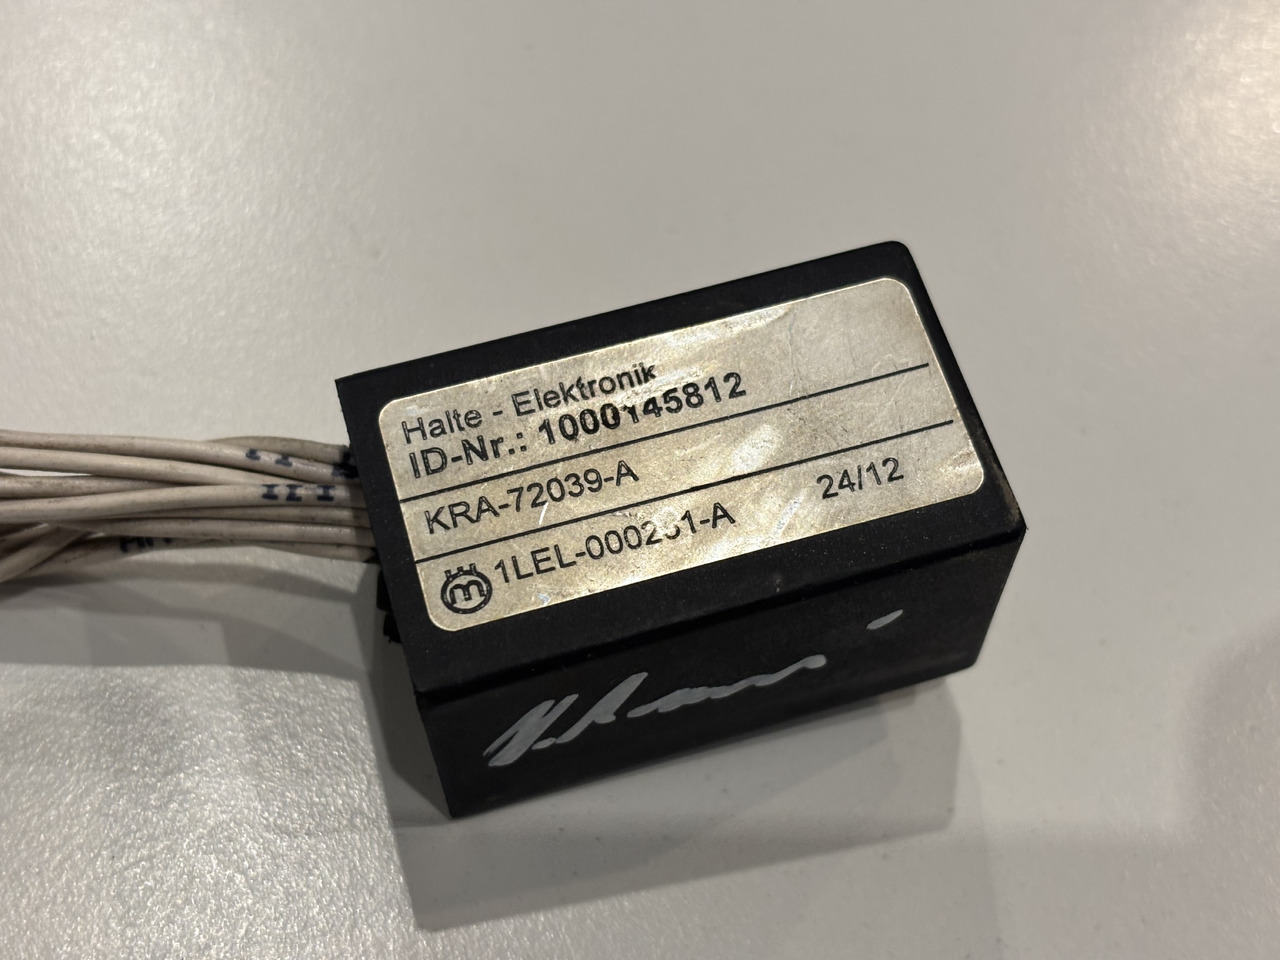 Halte - Elektronik
ID-Nr.: 1000145812
KRA-72039-A
24/12
m